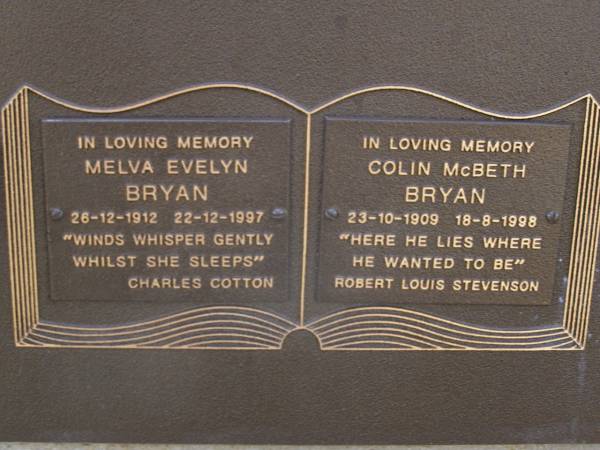 IN LOVING MEMORY
MELVA EVELYN
BRYAN
26-12-1912 22-12-1997
"WINDS WHISPER GENTLY
WHILST SHE SLEEPS"
CHARLES COTTON
IN LOVING MEMORY
COLIN McBETH
BRYAN
23-10-1909 18-8-1998
"HERE HE LIES WHERE
HE WANTED TO BE"
ROBERT LOUIS STEVENSON